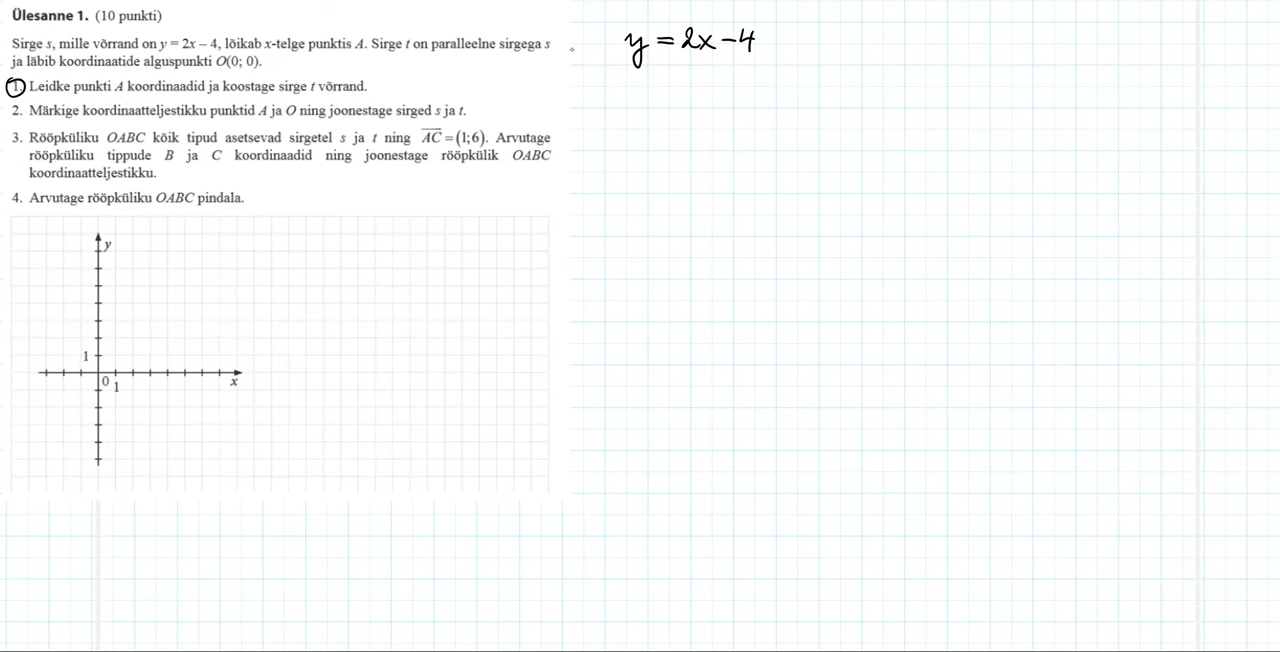 Ülesanne 1. (10 punkti)
Sirge s, mille võrrand on y = 2x – 4, lõikab x-telge punktis A. Sirge t on paralleelne sirgega s
ja läbib koordinaatide alguspunkti O(0; 0).
1. Leidke punkti A koordinaadid ja koostage sirge t võrrand.
2. Märkige koordinaatteljestikku punktid A ja O ning joonestage sirged s ja t.
3. Rööpküliku OABC kõik tipud asetsevad sirgetel s ja t ning \overline{AC} = (1;6). Arvutage
rööpküliku tippude B ja C koordinaadid ning joonestage rööpkülik OABC
koordinaatteljestikku.
4. Arvutage rööpküliku OABC pindala.
y
1
0 1 x
y = 2x – 4